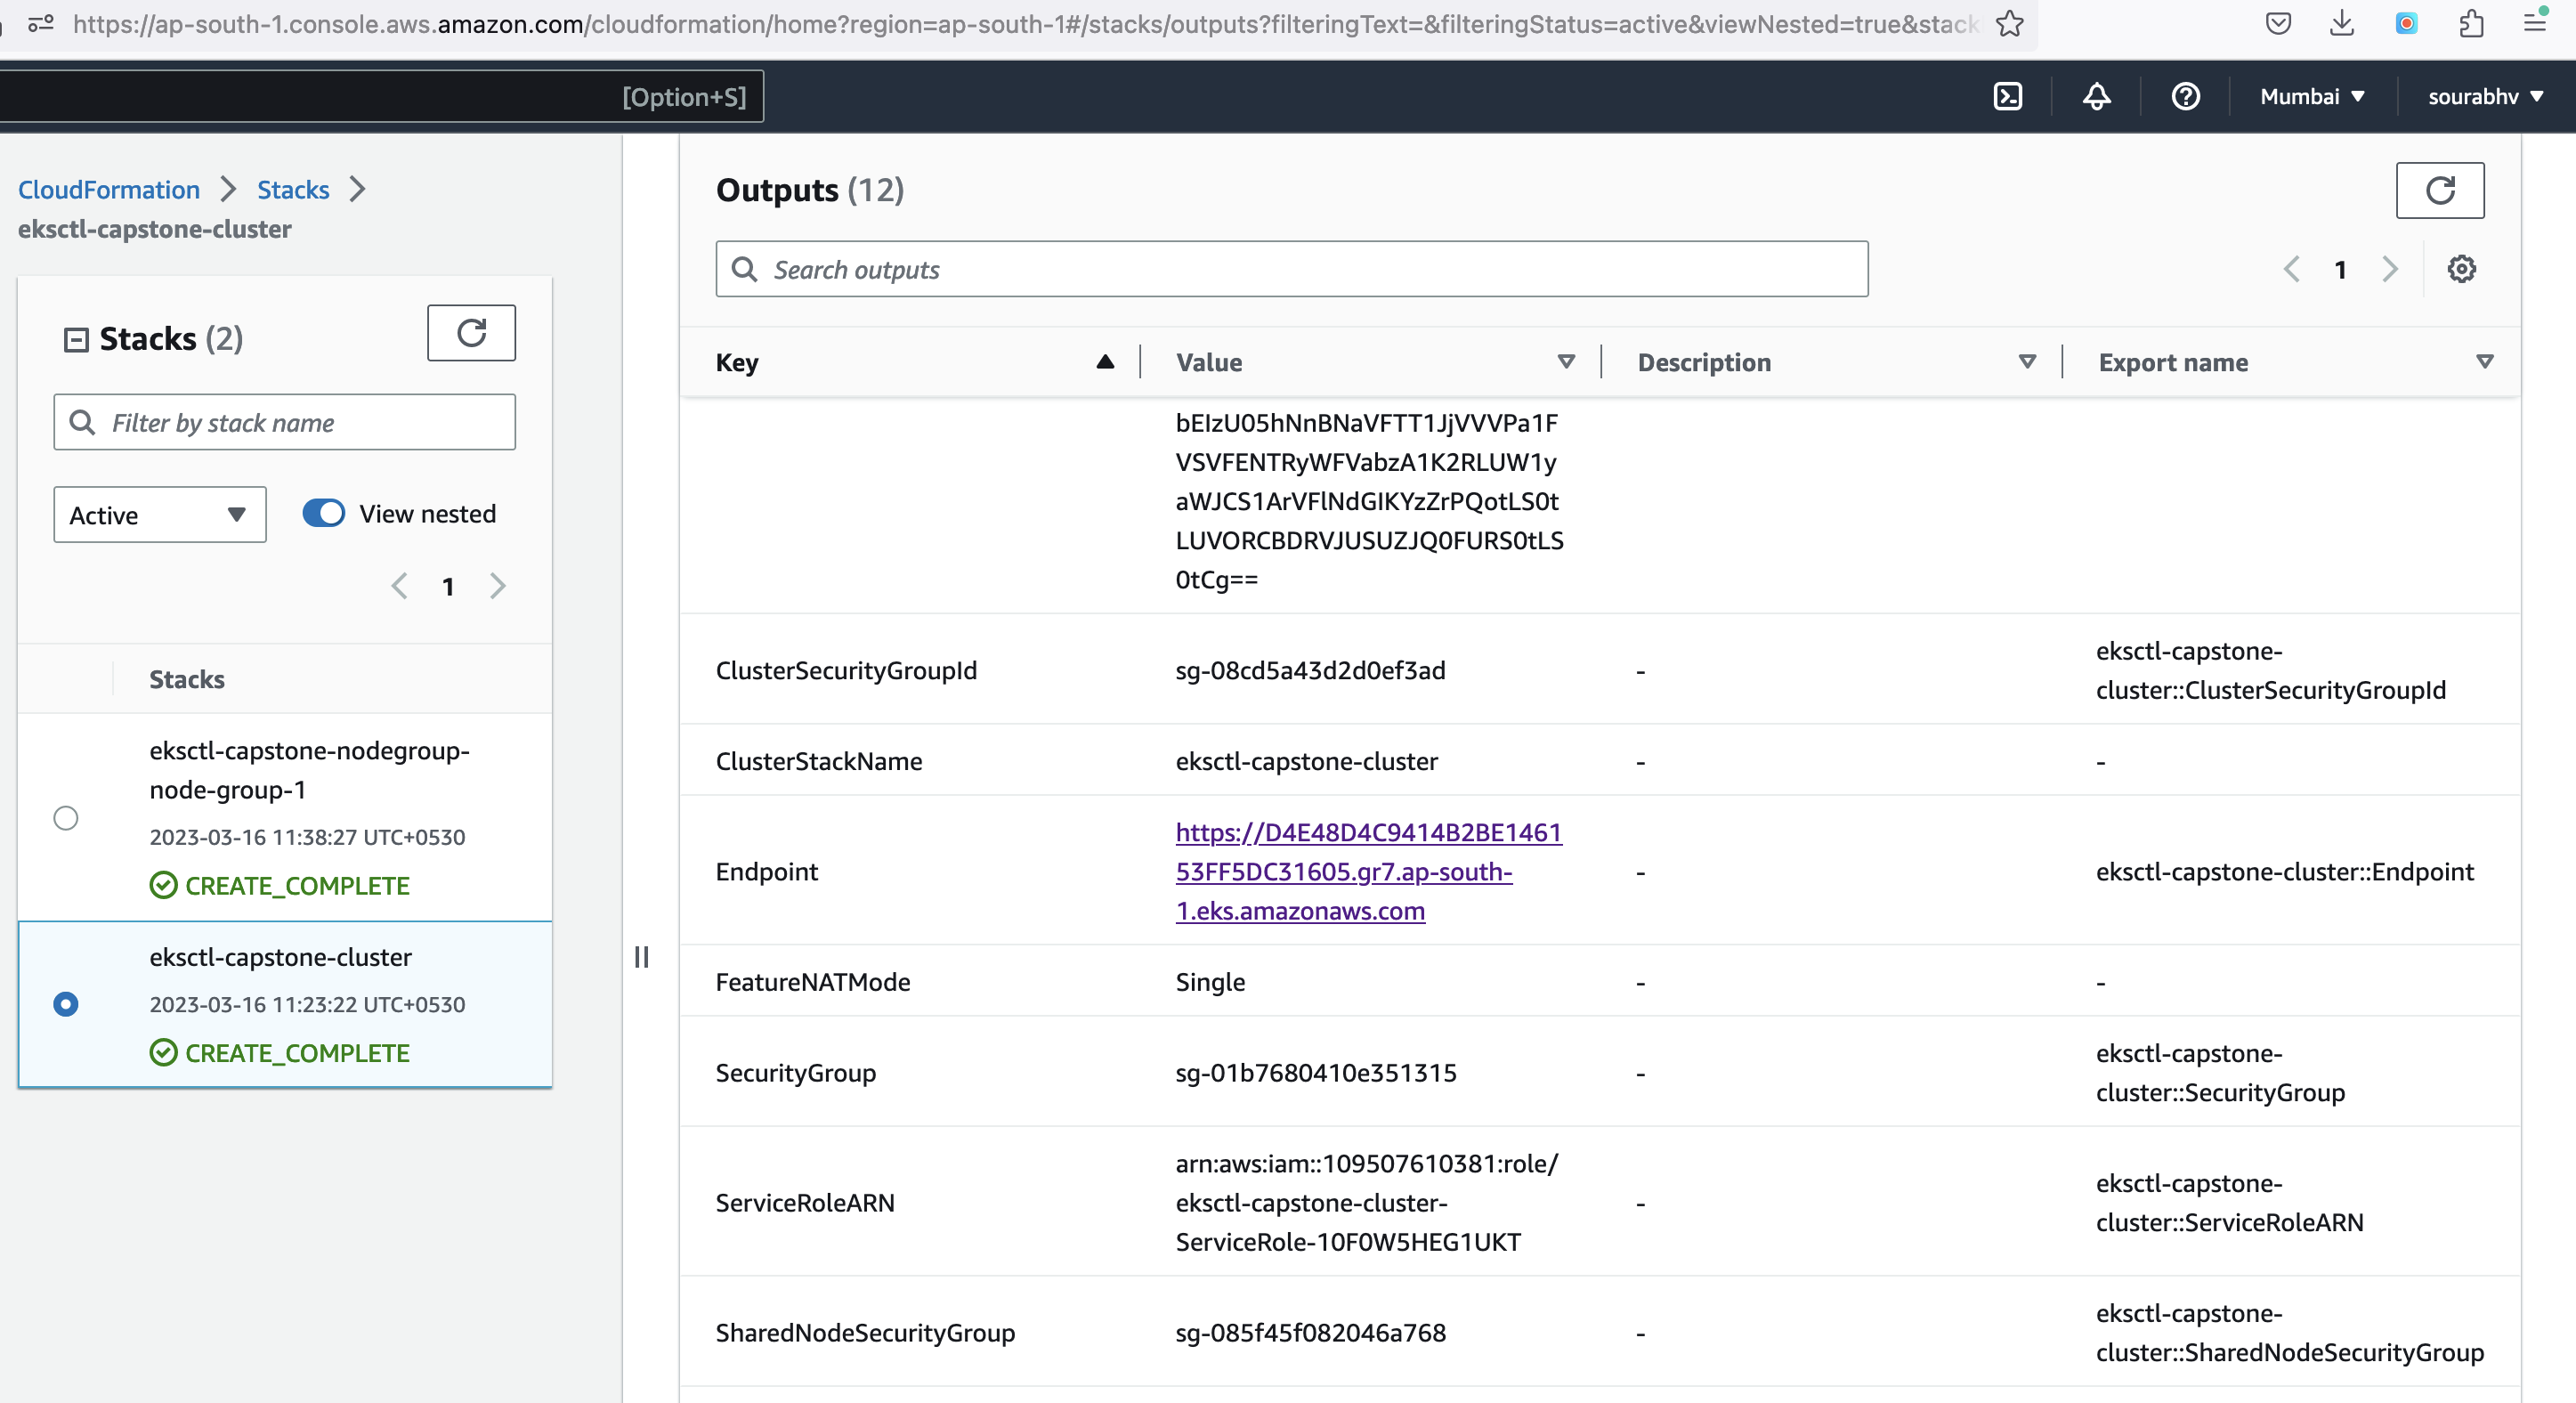 https://ap-south-1.console.aws.amazon.com/cloudformation/home?region=ap-south-1#/stacks/outputs?filteringText=&filteringStatus=active&viewNested=true&stack
[Option+S]
Mumbai
sourabhv
CloudFormation
Stacks
eksctl-capstone-cluster
Stacks (2)
Filter by stack name
Active
View nested
1
Stacks
eksctl-capstone-nodegroup-
node-group-1
2023-03-16 11:38:27 UTC+0530
CREATE_COMPLETE
eksctl-capstone-cluster
2023-03-16 11:23:22 UTC+0530
CREATE_COMPLETE
Outputs (12)
Search outputs
1
Key Value Description Export name
bEIzU05hNnBNaVFTT1JjVVVPa1F
VSVFENTRyWFVabzA1K2RLUW1y
aWJCS1ArVFlNdGIKYzZrPQotLS0t
LUVORCBDRVJUSUZJQ0FURS0tLS
0tCg==
ClusterSecurityGroupId sg-08cd5a43d2d0ef3ad - eksctl-capstone-
cluster::ClusterSecurityGroupId
ClusterStackName eksctl-capstone-cluster - -
https://D4E48D4C9414B2BE1461
Endpoint 53FF5DC31605.gr7.ap-south- - eksctl-capstone-cluster::Endpoint
1.eks.amazonaws.com
FeatureNATMode Single - -
SecurityGroup sg-01b7680410e351315 - eksctl-capstone-
cluster::SecurityGroup
arn:aws:iam::109507610381:role/
ServiceRoleARN eksctl-capstone-cluster- - eksctl-capstone-
ServiceRole-10F0W5HEG1UKT cluster::ServiceRoleARN
SharedNodeSecurityGroup sg-085f45f082046a768 - eksctl-capstone-
cluster::SharedNodeSecurityGroup